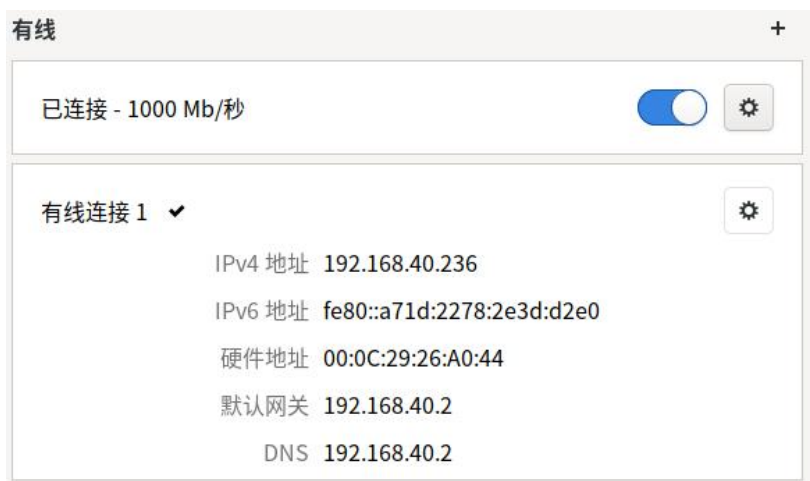 有线 +
已连接 - 1000 Mb/秒
有线连接 1 ✔
IPv4 地址 192.168.40.236
IPv6 地址 fe80::a71d:2278:2e3d:d2e0
硬件地址 00:0C:29:26:A0:44
默认网关 192.168.40.2
DNS 192.168.40.2